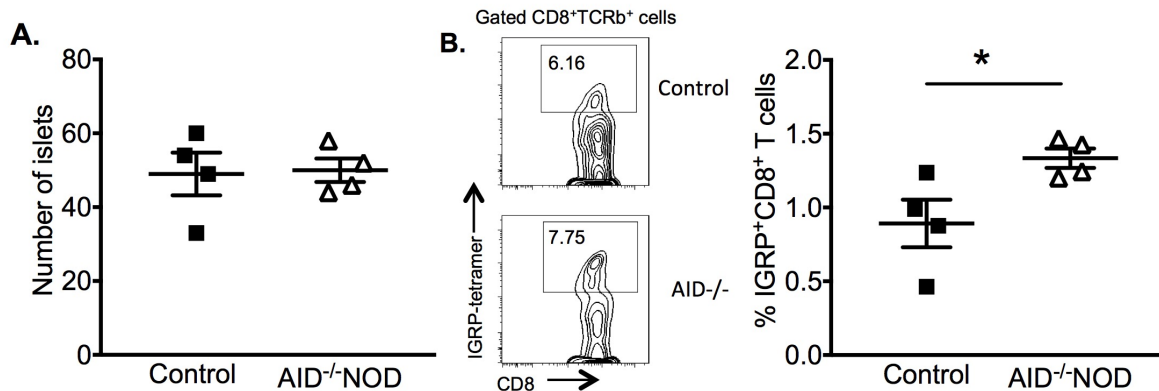 A.
80
60
40
20
0
Number of islets
Control
AID-/-NOD
B.
Gated CD8+TCRb+ cells
6.16
Control
7.75
AID-/-
IGRP-tetramer
CD8
2.0
1.5
1.0
0.5
0.0
% IGRP+CD8+ T cells
*
Control
AID-/-NOD